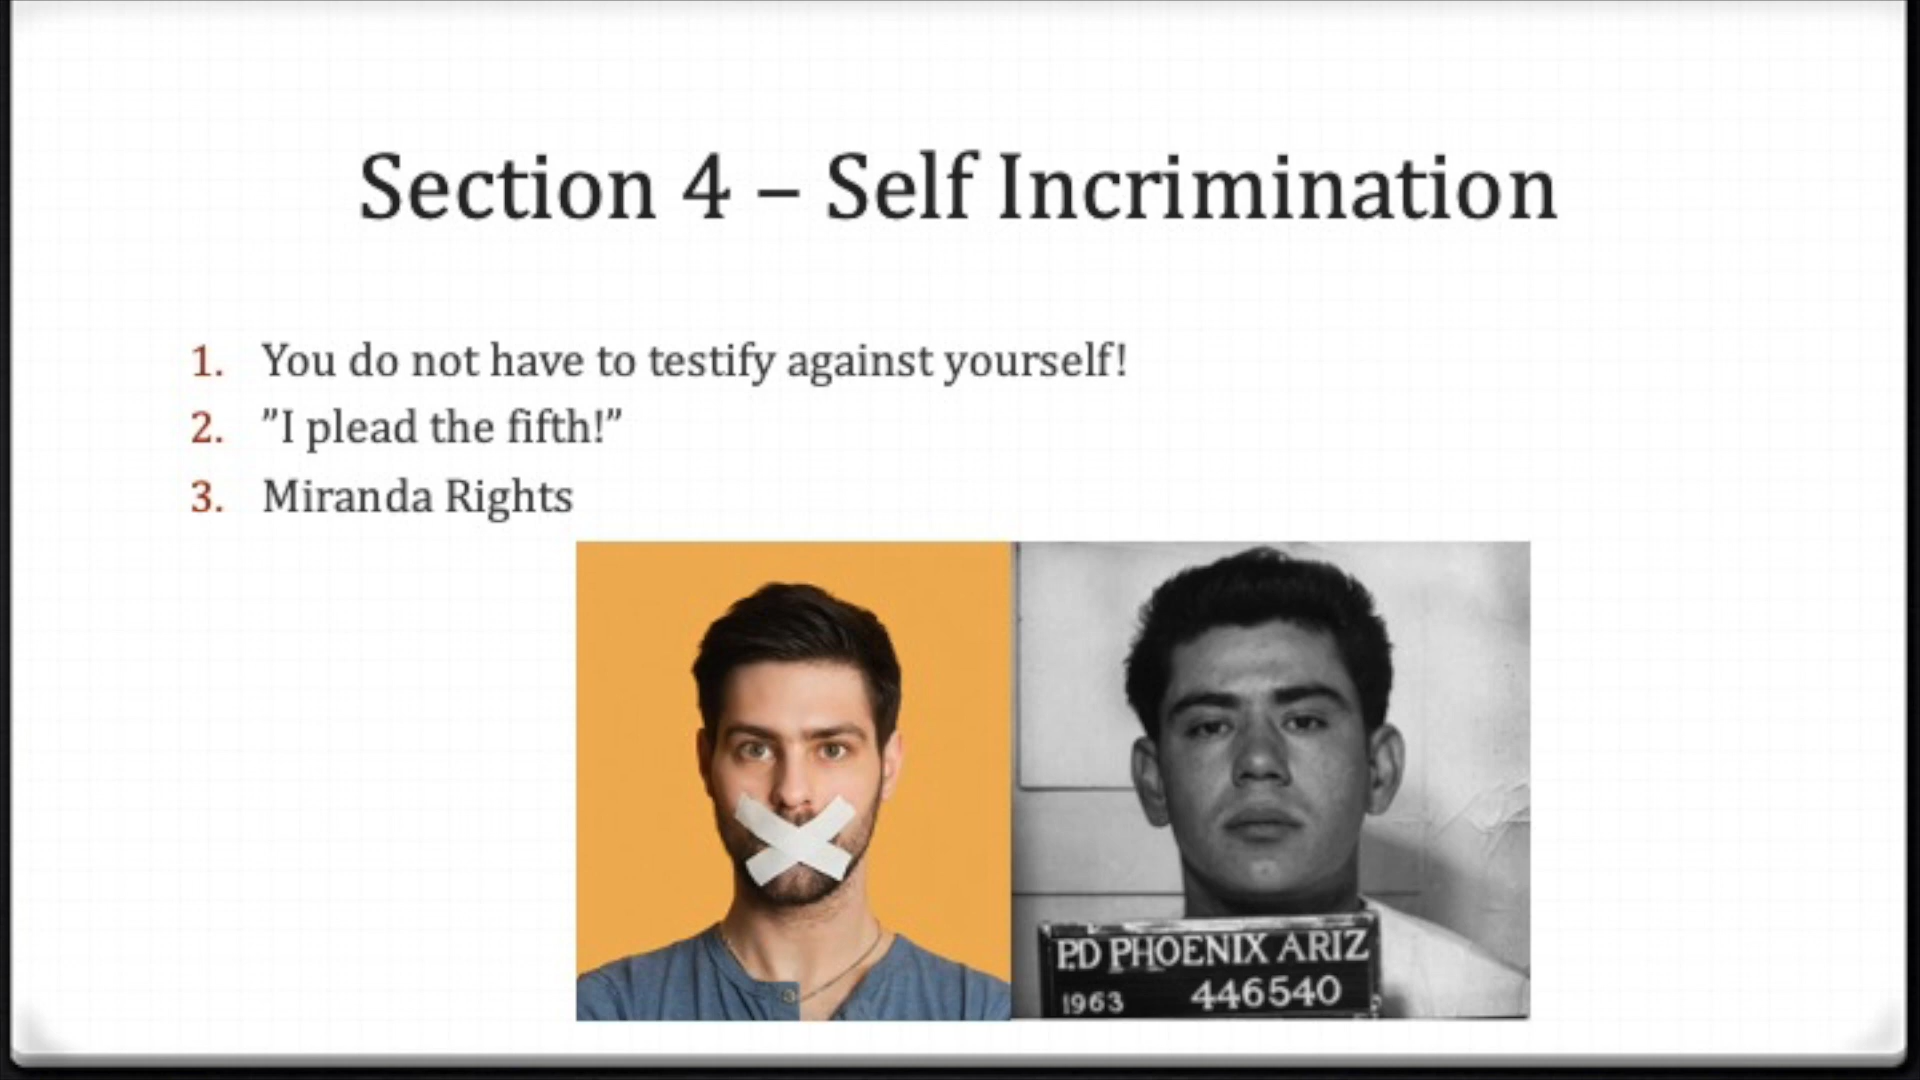 Section 4 – Self Incrimination
1. You do not have to testify against yourself!
2. ”I plead the fifth!”
3. Miranda Rights
P.D PHOENIX ARIZ
1963 446540